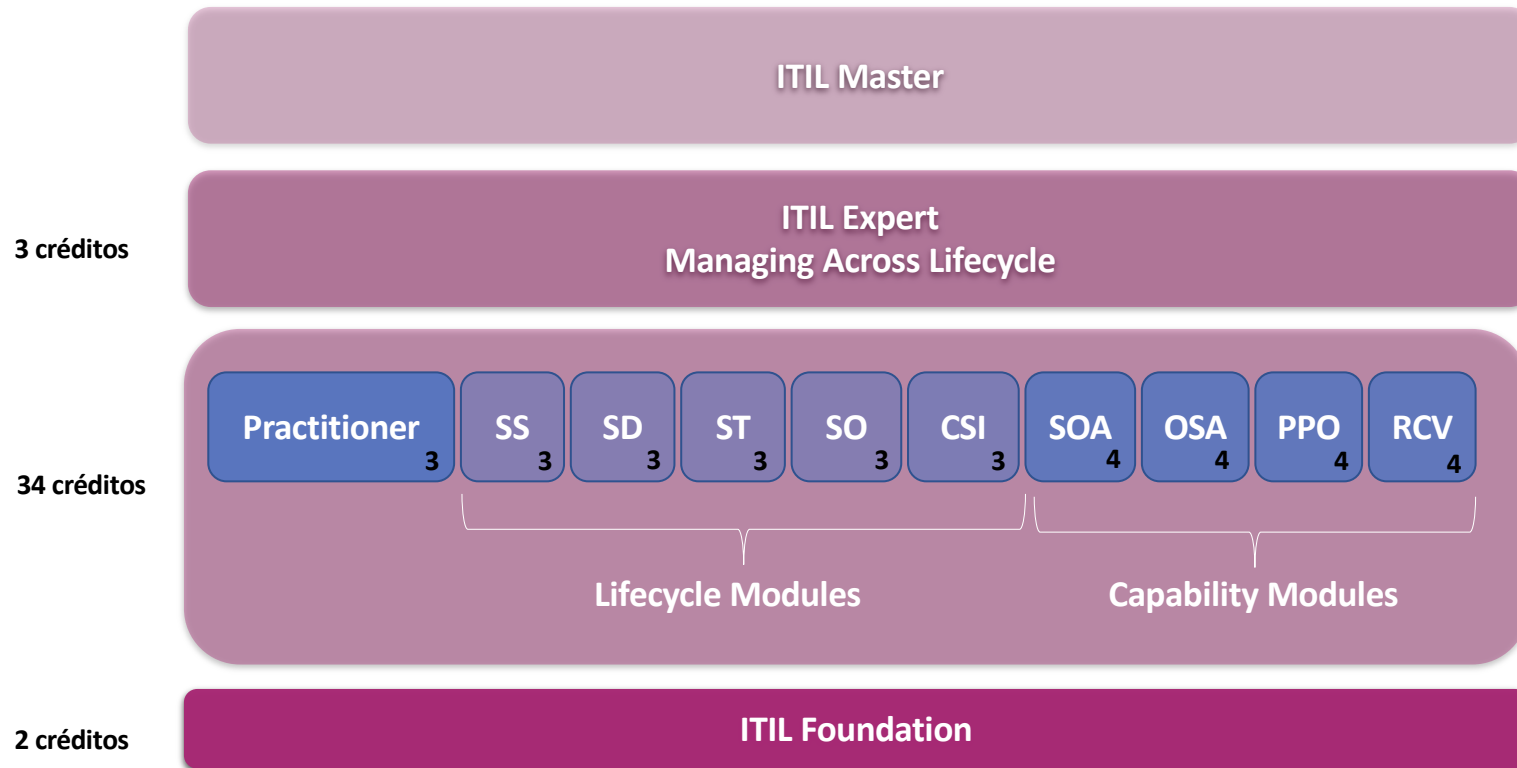 ITIL Master
3 créditos
ITIL Expert
Managing Across Lifecycle
34 créditos
Practitioner 3
SS 3
SD 3
ST 3
SO 3
CSI 3
SOA 4
OSA 4
PPO 4
RCV 4
Lifecycle Modules
Capability Modules
2 créditos
ITIL Foundation